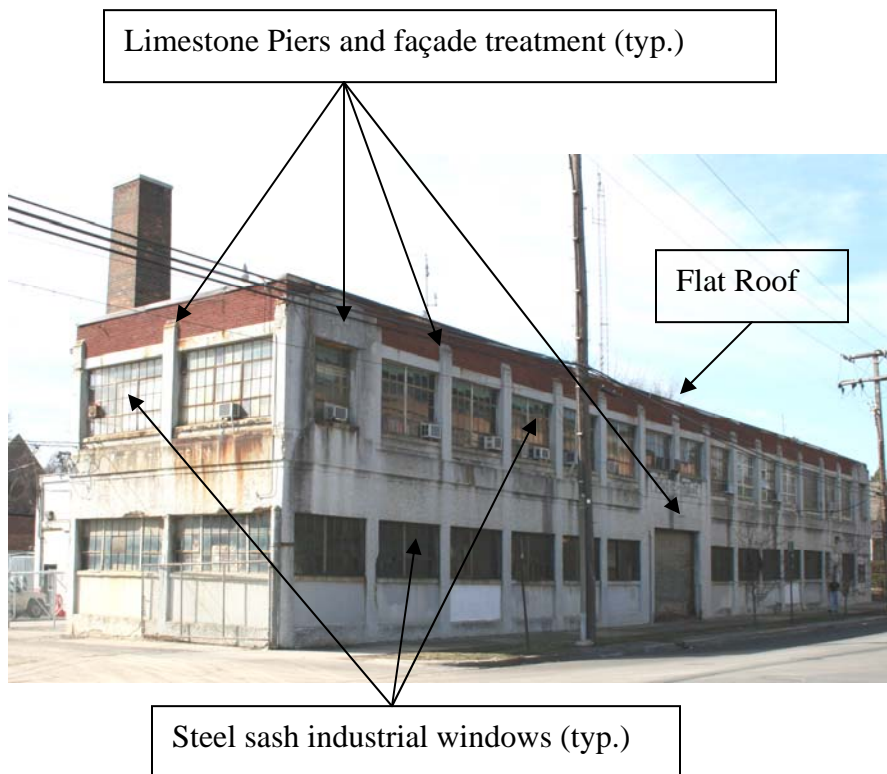 Limestone Piers and façade treatment (typ.)
Flat Roof
Steel sash industrial windows (typ.)